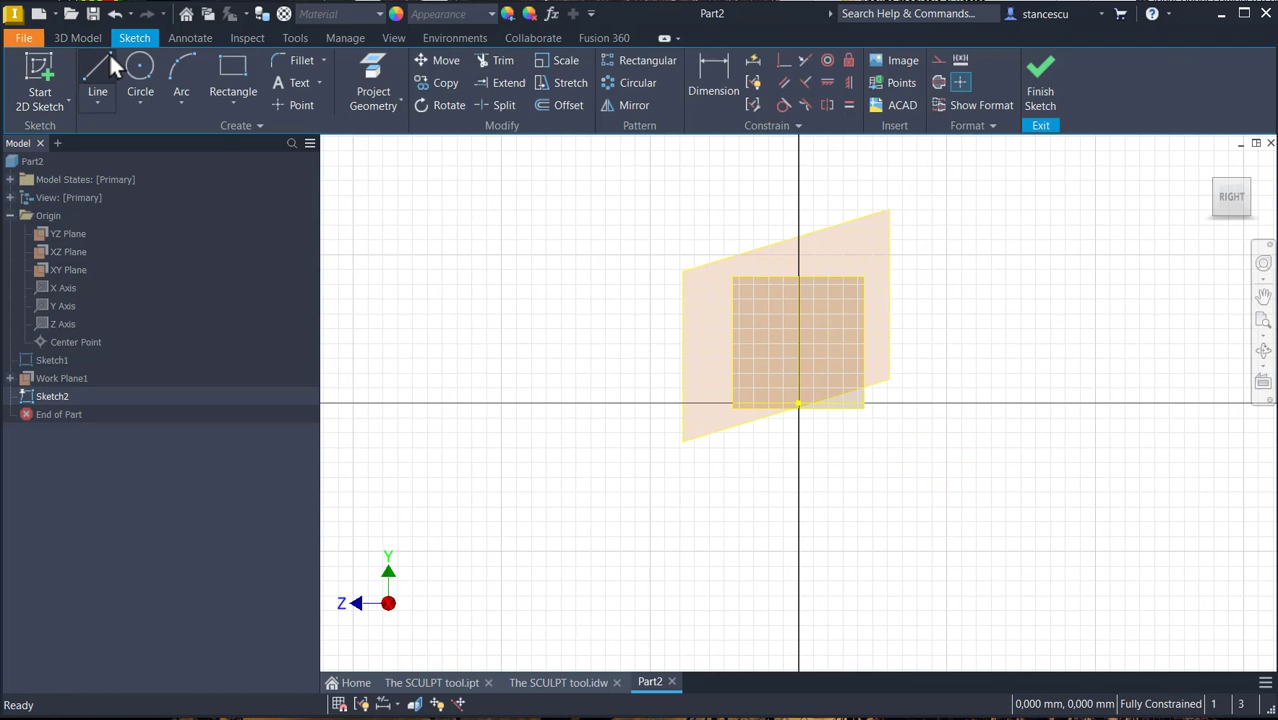 Material
Appearance
Part2
Search Help & Commands...
stancescu
File
3D Model
Sketch
Annotate
Inspect
Tools
Manage
View
Environments
Collaborate
Fusion 360
Start
2D Sketch
Line
Circle
Arc
Rectangle
Fillet
Text
Point
Project
Geometry
Move
Copy
Rotate
Trim
Extend
Split
Scale
Stretch
Offset
Rectangular
Circular
Mirror
Dimension
Image
Points
ACAD
Show Format
Finish
Sketch
Sketch
Create
Modify
Pattern
Constrain
Insert
Format
Exit
Model
Part2
Model States: [Primary]
View: [Primary]
Origin
YZ Plane
XZ Plane
XY Plane
X Axis
Y Axis
Z Axis
Center Point
Sketch1
Work Plane1
Sketch2
End of Part
RIGHT
Y
Z
Home
The SCULPT tool.ipt
The SCULPT tool.idw
Part2
Ready
0,000 mm, 0,000 mm
Fully Constrained
1
3